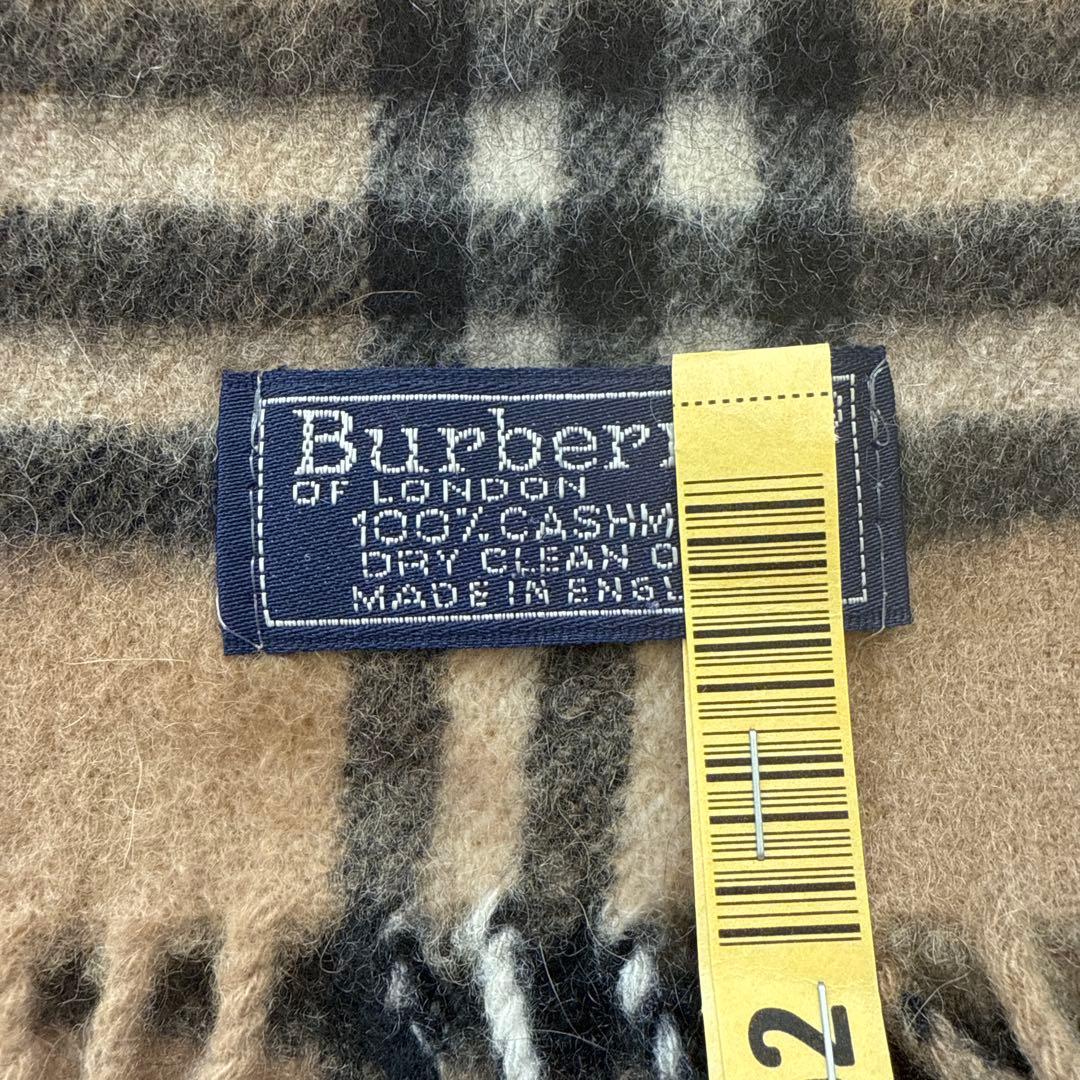 Burberr
OF LONDON
100% CASHM
DRY CLEAN O
MADE IN ENGL
2